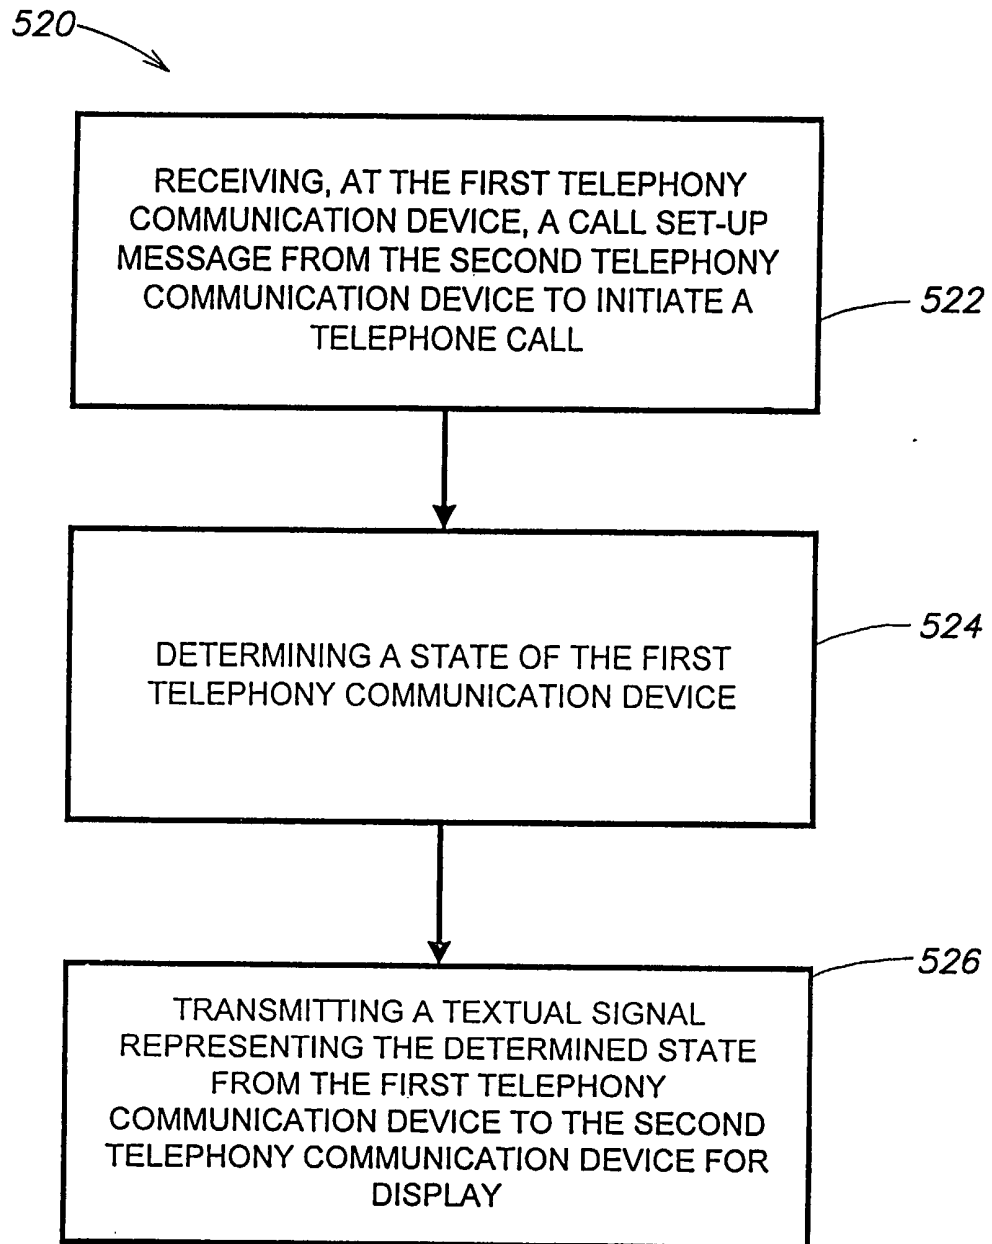 520
RECEIVING, AT THE FIRST TELEPHONY
COMMUNICATION DEVICE, A CALL SET-UP
MESSAGE FROM THE SECOND TELEPHONY
COMMUNICATION DEVICE TO INITIATE A
TELEPHONE CALL
522
DETERMINING A STATE OF THE FIRST
TELEPHONY COMMUNICATION DEVICE
524
TRANSMITTING A TEXTUAL SIGNAL
REPRESENTING THE DETERMINED STATE
FROM THE FIRST TELEPHONY
COMMUNICATION DEVICE TO THE SECOND
TELEPHONY COMMUNICATION DEVICE FOR
DISPLAY
526